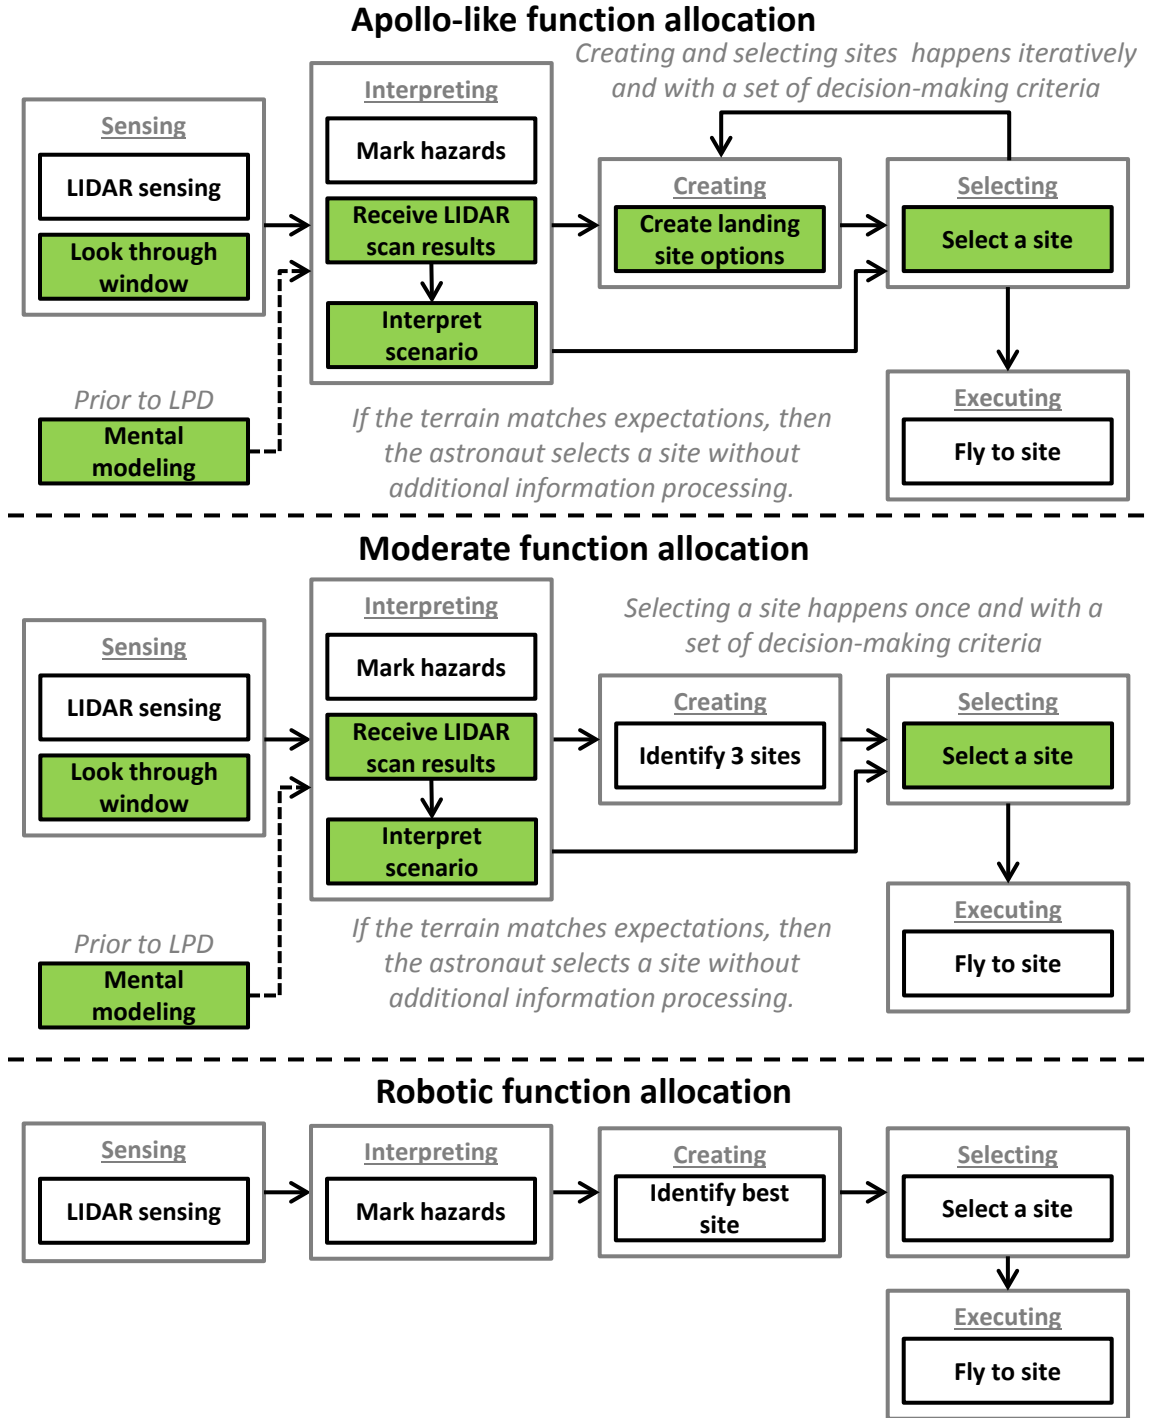 Apollo-like function allocation
Creating and selecting sites happens iteratively
and with a set of decision-making criteria
Sensing
LIDAR sensing
Look through
window
Interpreting
Mark hazards
Receive LIDAR
scan results
Interpret
scenario
Creating
Create landing
site options
Selecting
Select a site
Prior to LPD
Mental
modeling
If the terrain matches expectations, then
the astronaut selects a site without
additional information processing.
Executing
Fly to site
Moderate function allocation
Selecting a site happens once and with a
set of decision-making criteria
Sensing
LIDAR sensing
Look through
window
Interpreting
Mark hazards
Receive LIDAR
scan results
Interpret
scenario
Creating
Identify 3 sites
Selecting
Select a site
Prior to LPD
Mental
modeling
If the terrain matches expectations, then
the astronaut selects a site without
additional information processing.
Executing
Fly to site
Robotic function allocation
Sensing
LIDAR sensing
Interpreting
Mark hazards
Creating
Identify best
site
Selecting
Select a site
Executing
Fly to site